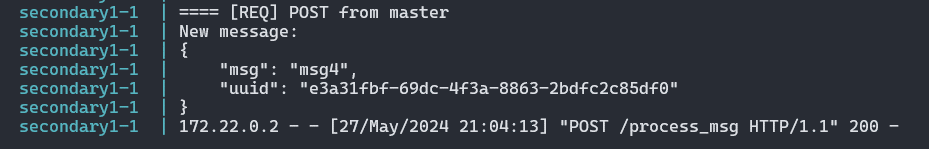 secondary1-1  | ==== [REQ] POST from master
secondary1-1  | New message:
secondary1-1  | {
secondary1-1  |     "msg": "msg4",
secondary1-1  |     "uuid": "e3a31fbf-69dc-4f3a-8863-2bdfc2c85df0"
secondary1-1  | }
secondary1-1  | 172.22.0.2 - - [27/May/2024 21:04:13] "POST /process_msg HTTP/1.1" 200 -